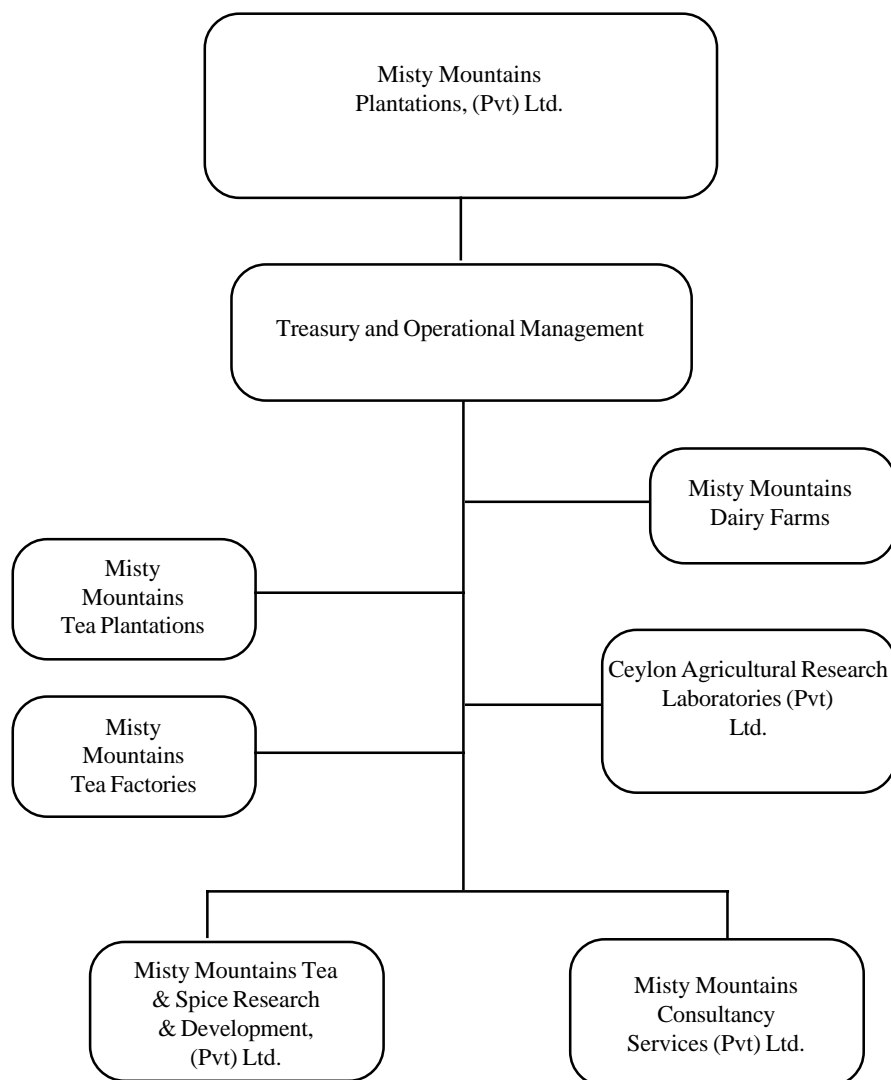 Misty Mountains
Plantations, (Pvt) Ltd.
Treasury and Operational Management
Misty Mountains
Dairy Farms
Misty
Mountains
Tea Plantations
Ceylon Agricultural Research
Laboratories (Pvt)
Ltd.
Misty
Mountains
Tea Factories
Misty Mountains Tea
& Spice Research
& Development,
(Pvt) Ltd.
Misty Mountains
Consultancy
Services (Pvt) Ltd.